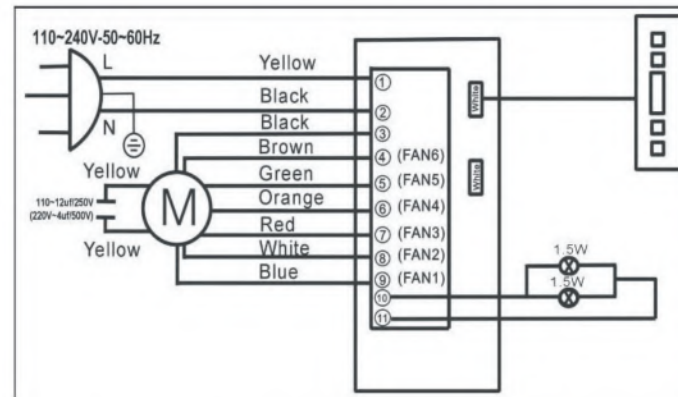 110~240V-50~60Hz
L
Yellow
①
Black
②
N
Black
③
Brown
④ (FAN6)
Yellow
Green
⑤ (FAN5)
Orange
⑥ (FAN4)
110~12uf/250V
(220V~4uf/500V)
M
Red
⑦ (FAN3)
Yellow
White
⑧ (FAN2)
Blue
⑨ (FAN1)
⑩
⑪
White
White
1.5W
1.5W